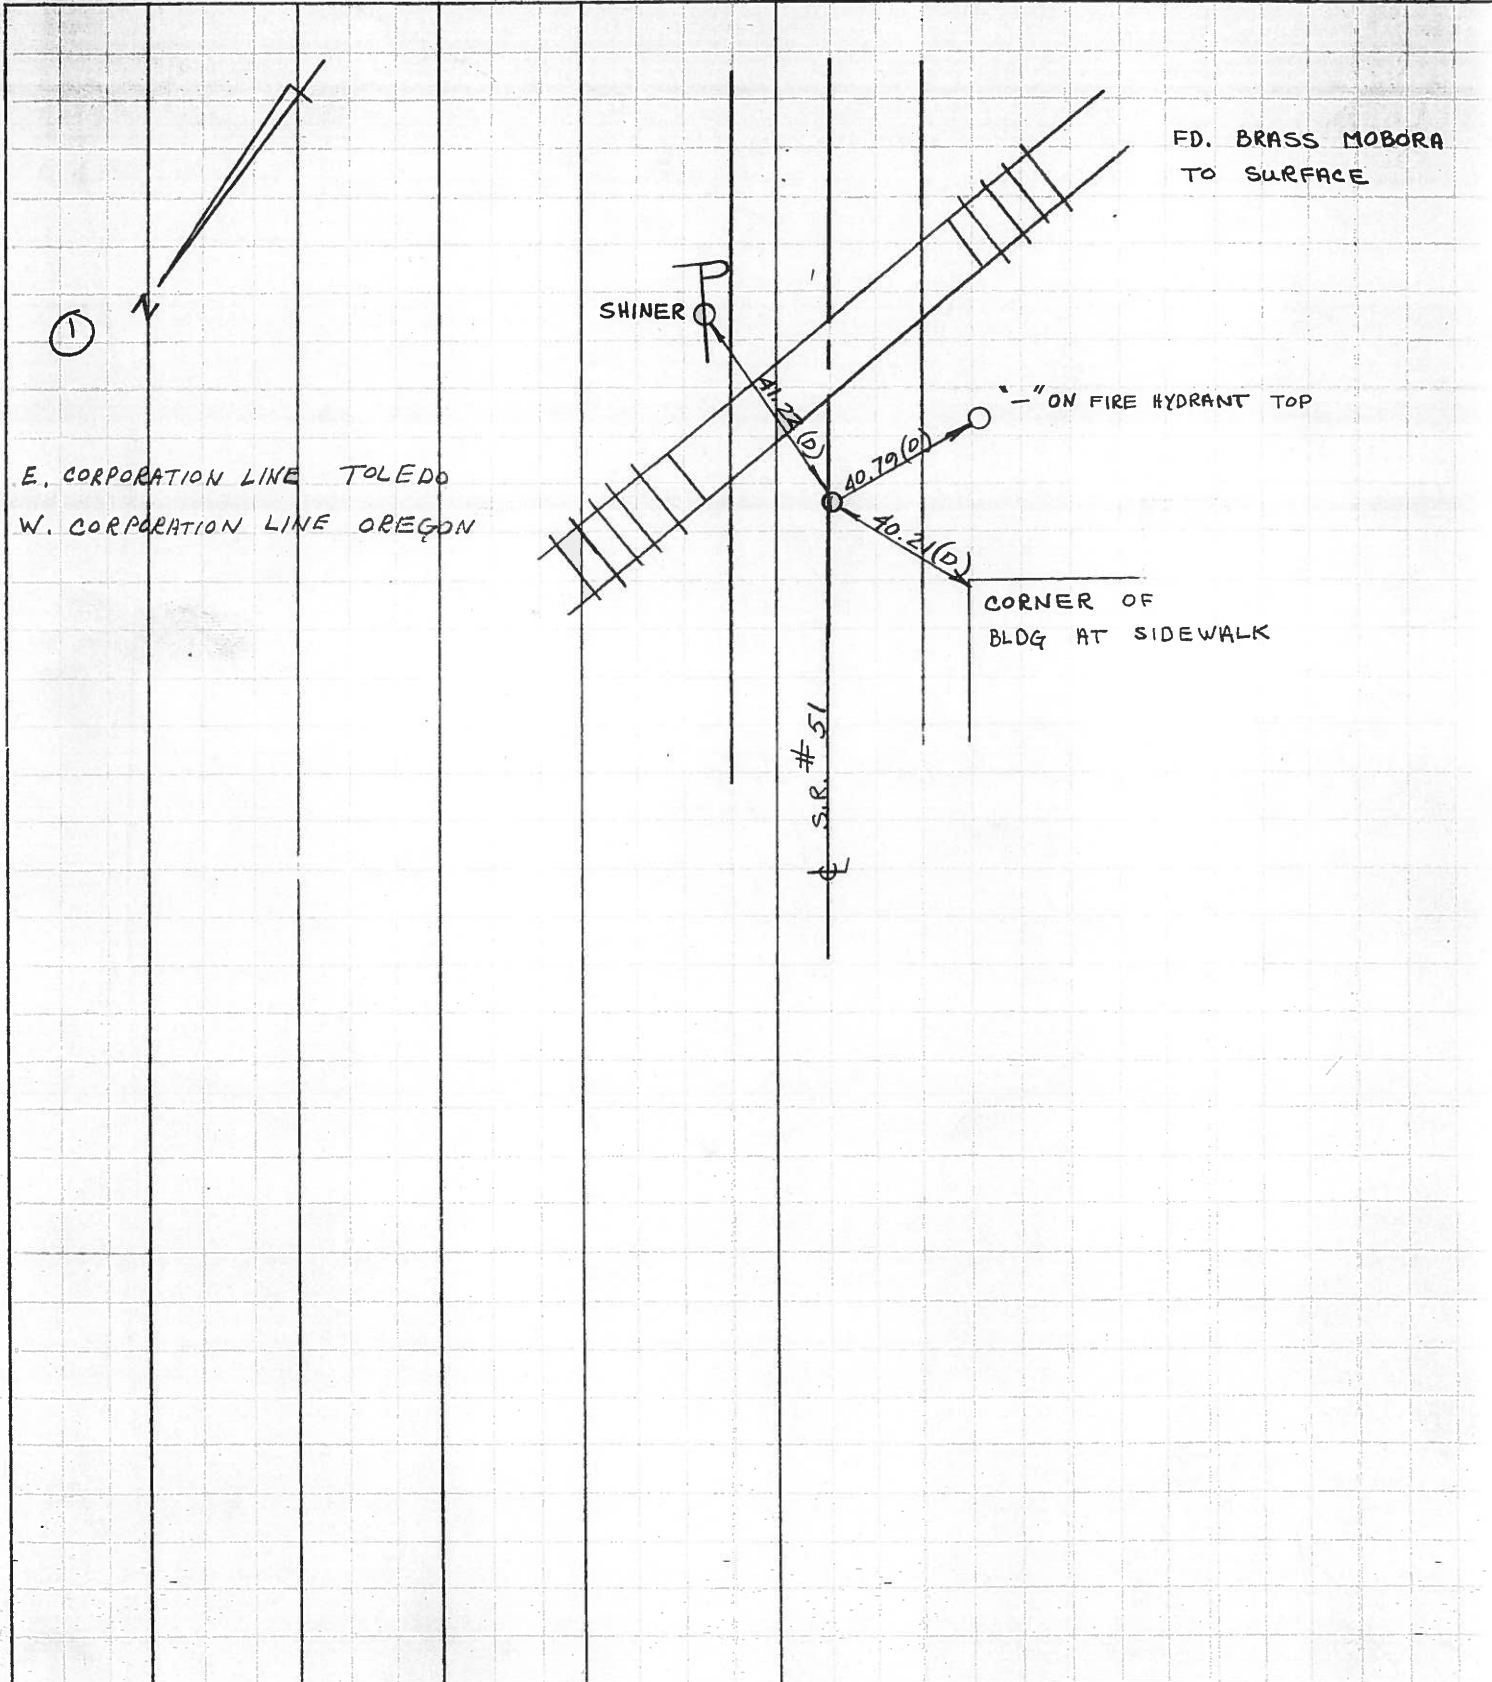 FD. BRASS MOBORA
TO SURFACE
N
1
SHINER
P
41.22 (D)
"—" ON FIRE HYDRANT TOP
40.79 (D)
E. CORPORATION LINE TOLEDO
W. CORPORATION LINE OREGON
40.21 (D)
CORNER OF
BLDG AT SIDEWALK
S.R. # 51
℄